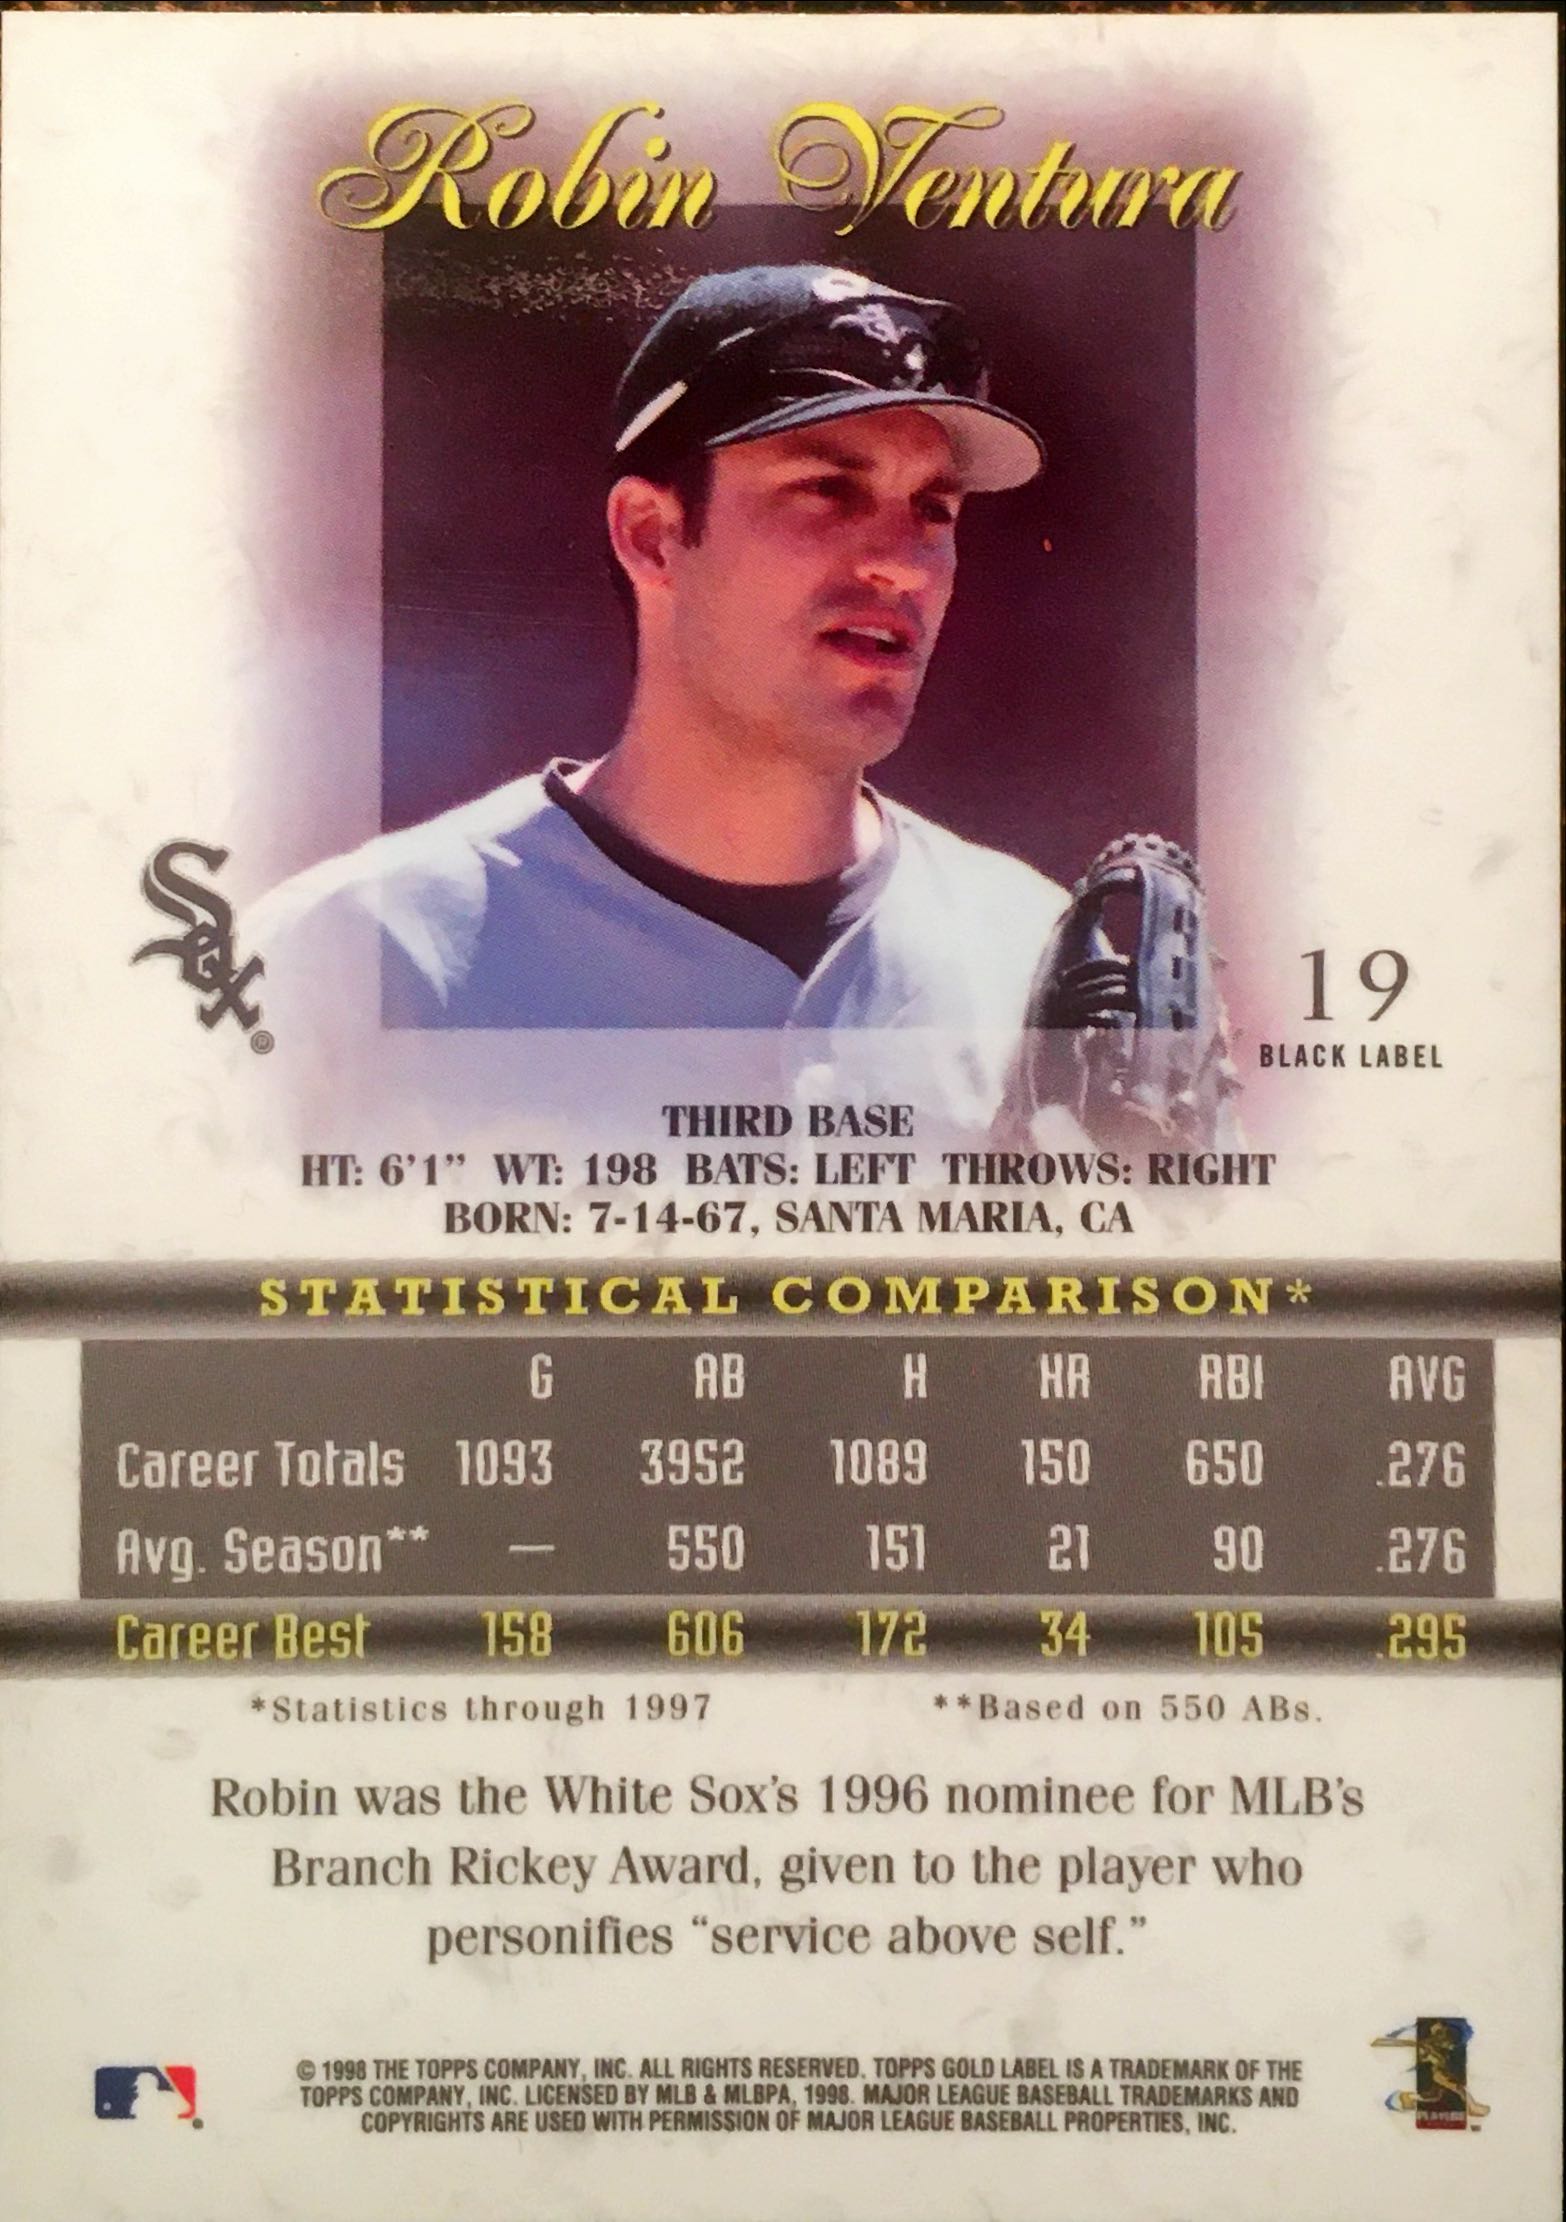 Robin Ventura
Sox
®
19
BLACK LABEL
THIRD BASE
HT: 6'1” WT: 198 BATS: LEFT THROWS: RIGHT
BORN: 7-14-67, SANTA MARIA, CA
STATISTICAL COMPARISON*
G AB H HR RBI AVG
Career Totals 1093 3952 1089 150 650 .276
Avg. Season** — 550 151 21 90 .276
Career Best 158 606 172 34 105 .295
*Statistics through 1997 **Based on 550 ABs.
Robin was the White Sox's 1996 nominee for MLB's
Branch Rickey Award, given to the player who
personifies “service above self.”
© 1998 THE TOPPS COMPANY, INC. ALL RIGHTS RESERVED. TOPPS GOLD LABEL IS A TRADEMARK OF THE
TOPPS COMPANY, INC. LICENSED BY MLB & MLBPA, 1998. MAJOR LEAGUE BASEBALL TRADEMARKS AND
COPYRIGHTS ARE USED WITH PERMISSION OF MAJOR LEAGUE BASEBALL PROPERTIES, INC.